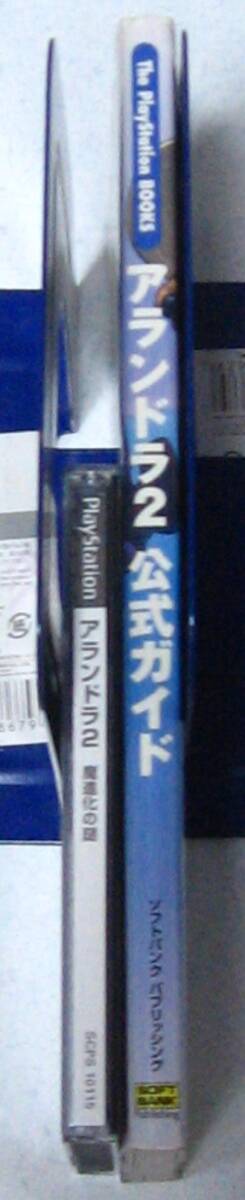 PlayStation
アランドラ2 魔進化の謎
SCPS 10115
The PlayStation BOOKS
アランドラ2 公式ガイド
ソフトバンク パブリッシング
SOFT
BANK
Publishing